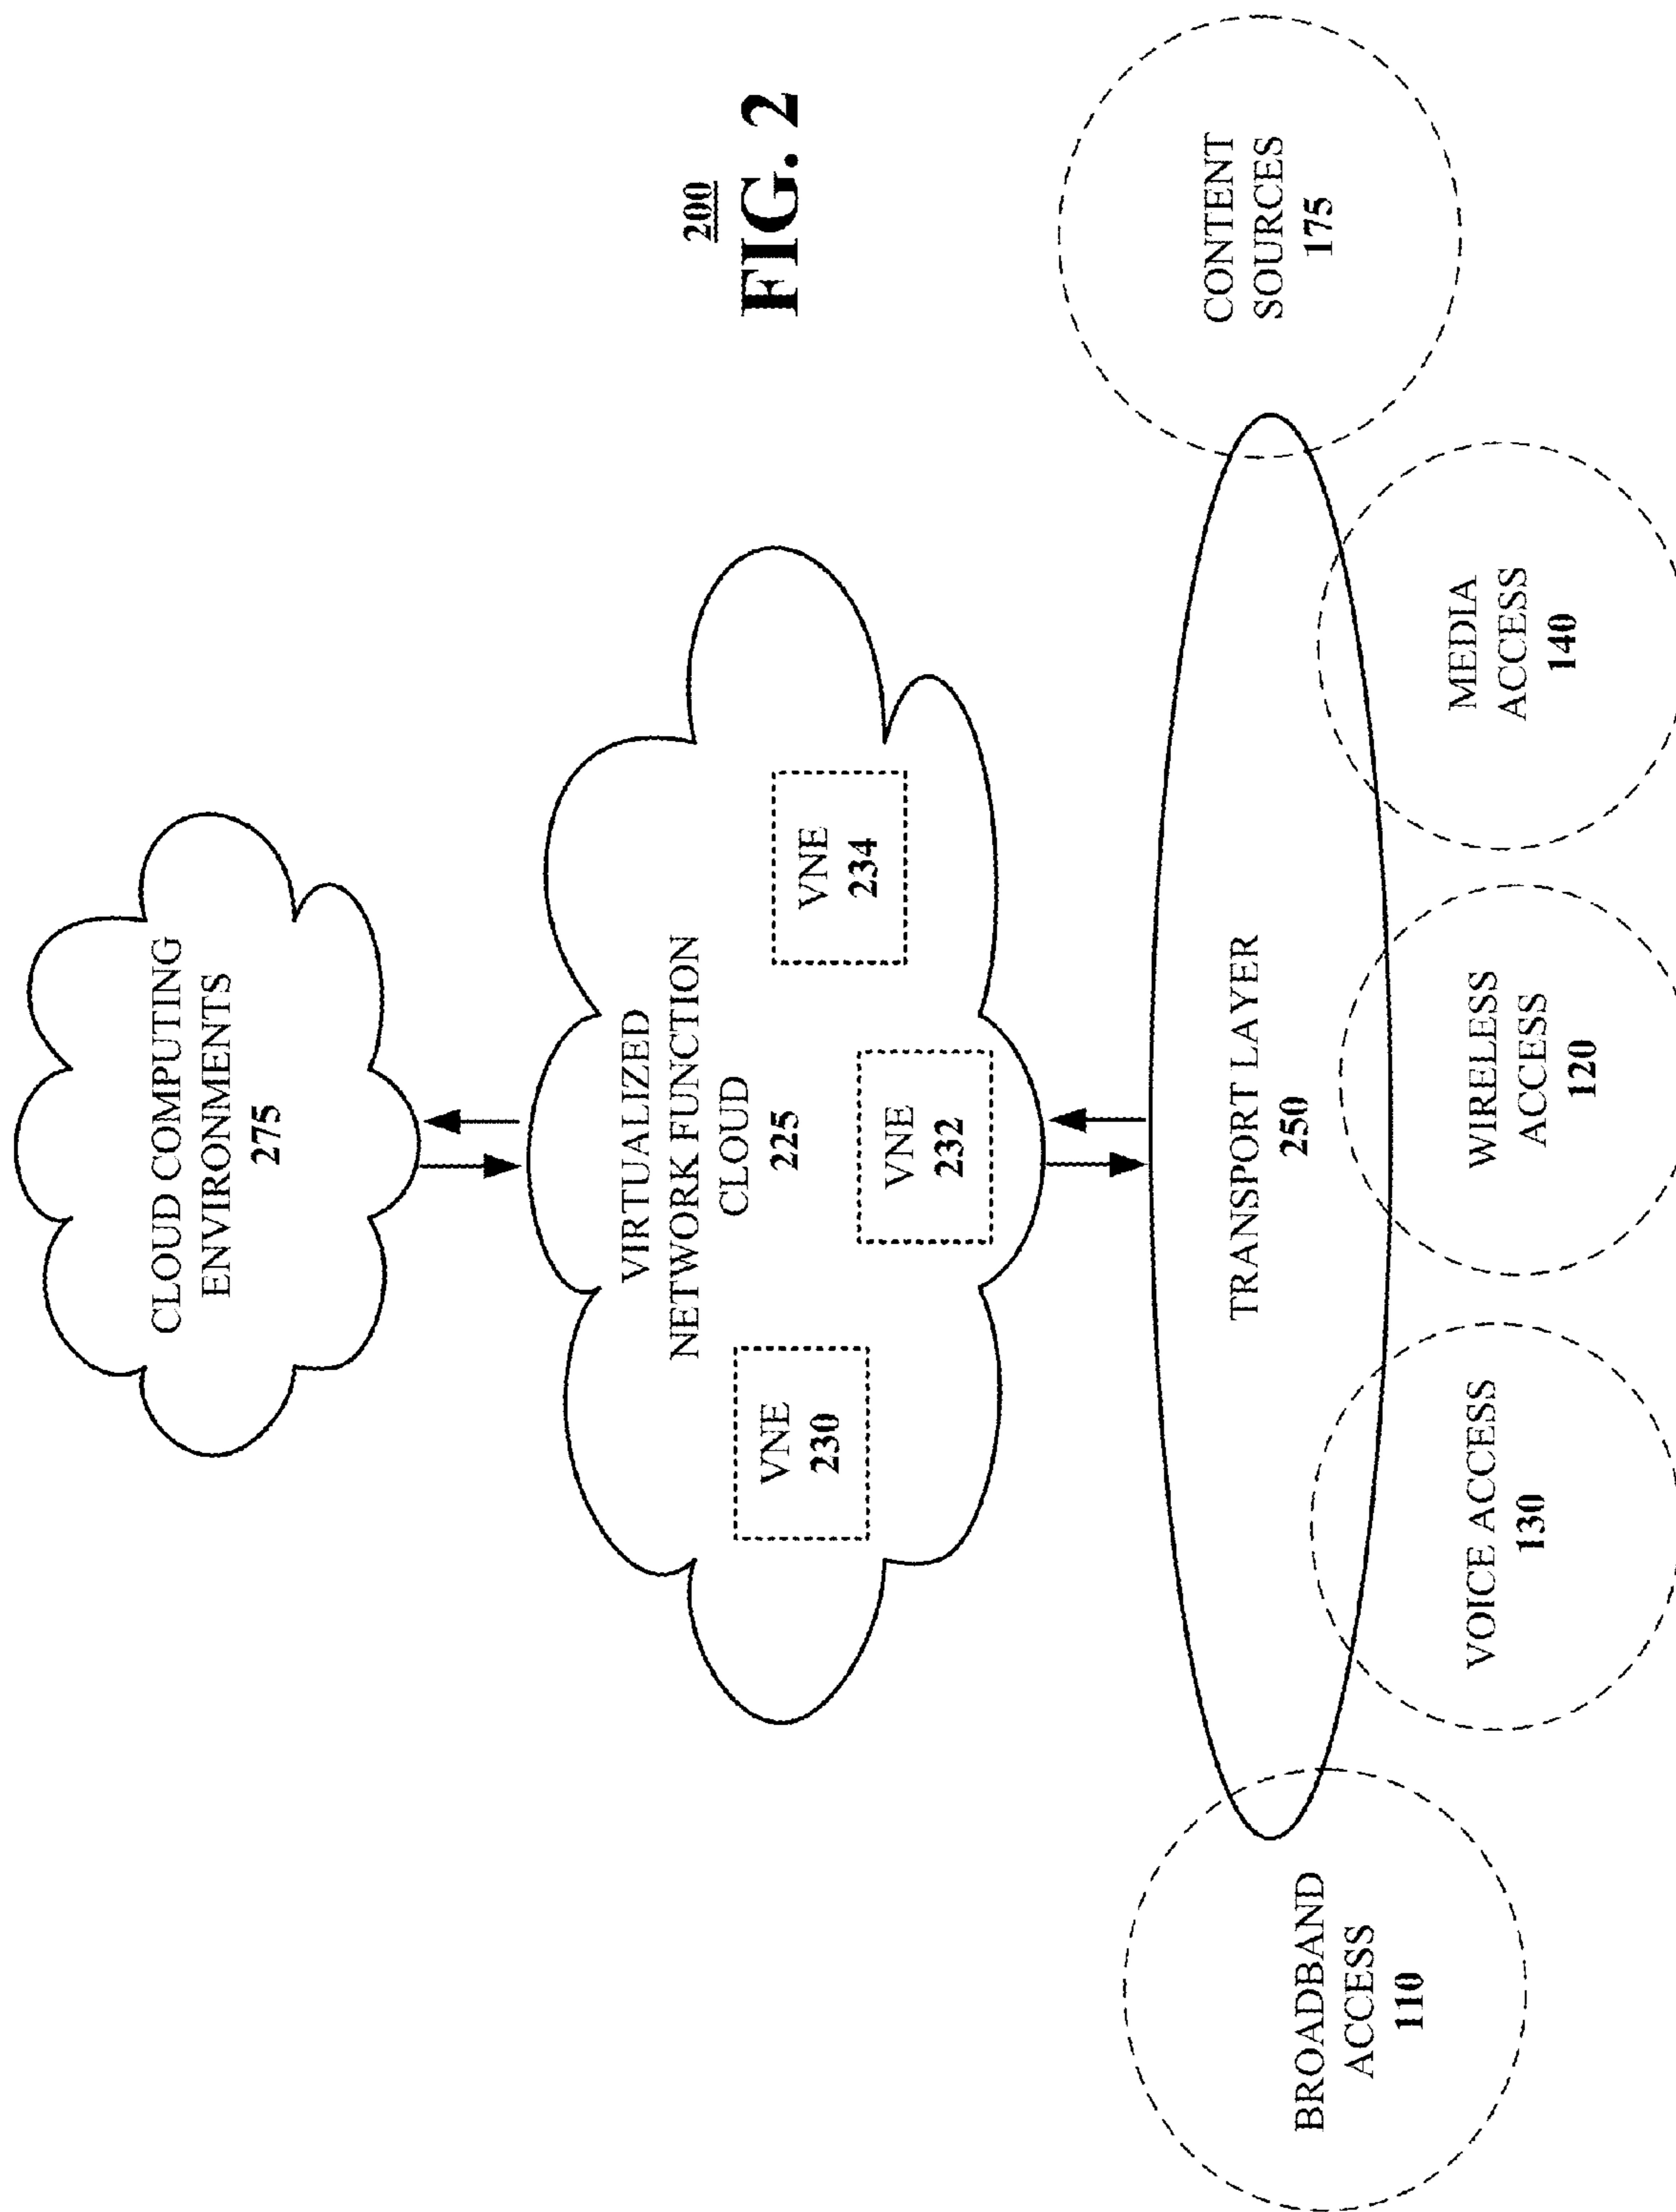 CLOUD COMPUTING
ENVIRONMENTS
275
VIRTUALIZED
NETWORK FUNCTION
CLOUD
225
VNE
230
VNE
232
VNE
234
200
FIG. 2
TRANSPORT LAYER
250
BROADBAND
ACCESS
110
VOICE ACCESS
130
WIRELESS
ACCESS
120
MEDIA
ACCESS
140
CONTENT
SOURCES
175